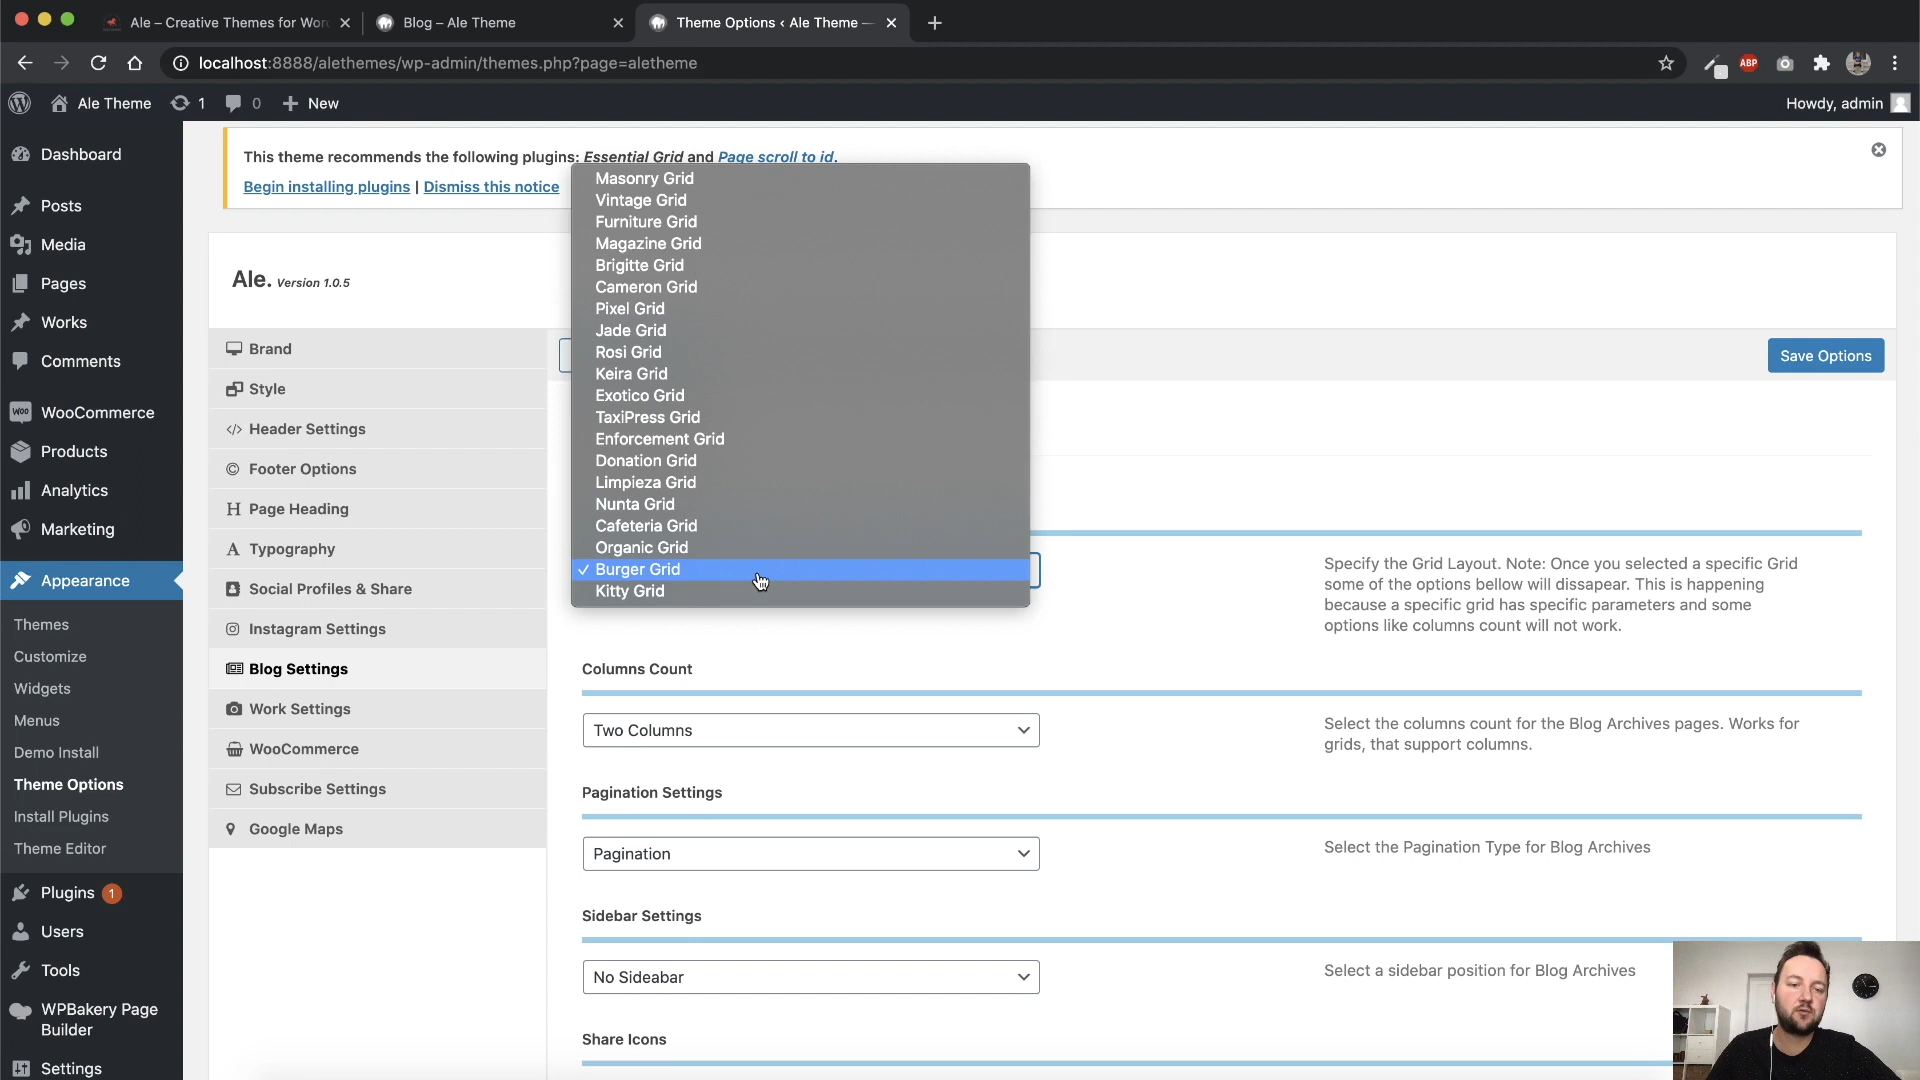 Ale – Creative Themes for Wor
Blog – Ale Theme
Theme Options ‹ Ale Theme —
localhost:8888/alethemes/wp-admin/themes.php?page=aletheme
ABP
Ale Theme
1
0
New
Howdy, admin
Dashboard
Posts
Media
Pages
Works
Comments
WooCommerce
Products
Analytics
Marketing
Appearance
Themes
Customize
Widgets
Menus
Demo Install
Theme Options
Install Plugins
Theme Editor
Plugins 1
Users
Tools
WPBakery Page
Builder
Settings
This theme recommends the following plugins: Essential Grid and Page scroll to id.
Begin installing plugins | Dismiss this notice
Ale. Version 1.0.5
Brand
Style
Header Settings
Footer Options
Page Heading
Typography
Social Profiles & Share
Instagram Settings
Blog Settings
Work Settings
WooCommerce
Subscribe Settings
Google Maps
Save Options
Masonry Grid
Vintage Grid
Furniture Grid
Magazine Grid
Brigitte Grid
Cameron Grid
Pixel Grid
Jade Grid
Rosi Grid
Keira Grid
Exotico Grid
TaxiPress Grid
Enforcement Grid
Donation Grid
Limpieza Grid
Nunta Grid
Cafeteria Grid
Organic Grid
✓ Burger Grid
Kitty Grid
Specify the Grid Layout. Note: Once you selected a specific Grid
some of the options bellow will dissapear. This is happening
because a specific grid has specific parameters and some
options like columns count will not work.
Columns Count
Two Columns
Select the columns count for the Blog Archives pages. Works for
grids, that support columns.
Pagination Settings
Pagination
Select the Pagination Type for Blog Archives
Sidebar Settings
No Sideabar
Select a sidebar position for Blog Archives
Share Icons